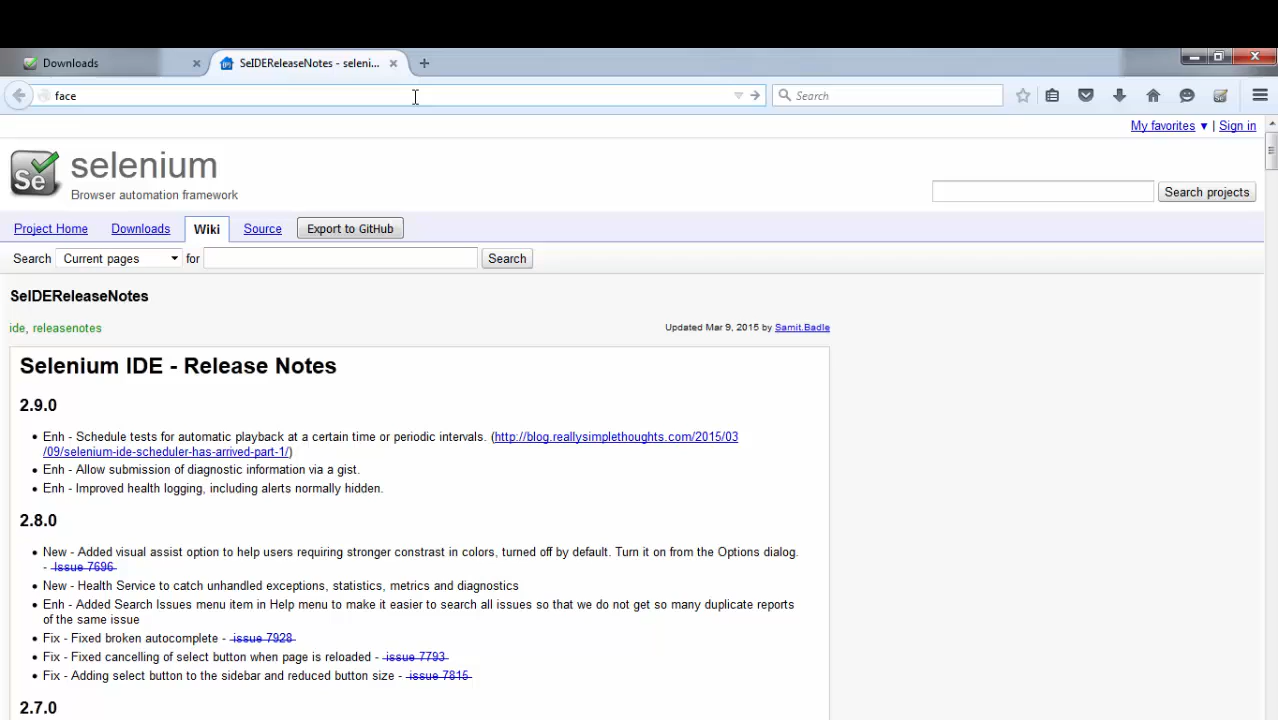 Downloads
SeIDEReleaseNotes - seleni...
face
Search
My favorites ▼ | Sign in
Se
selenium
Browser automation framework
Search projects
Project Home Downloads Wiki Source Export to GitHub
Search Current pages for Search
SeIDEReleaseNotes
ide, releasenotes
Updated Mar 9, 2015 by Samit.Badle
Selenium IDE - Release Notes
2.9.0
• Enh - Schedule tests for automatic playback at a certain time or periodic intervals. (http://blog.reallysimplethoughts.com/2015/03
/09/selenium-ide-scheduler-has-arrived-part-1/)
• Enh - Allow submission of diagnostic information via a gist.
• Enh - Improved health logging, including alerts normally hidden.
2.8.0
• New - Added visual assist option to help users requiring stronger constrast in colors, turned off by default. Turn it on from the Options dialog.
- Issue 7696
• New - Health Service to catch unhandled exceptions, statistics, metrics and diagnostics
• Enh - Added Search Issues menu item in Help menu to make it easier to search all issues so that we do not get so many duplicate reports
of the same issue
• Fix - Fixed broken autocomplete - issue 7928
• Fix - Fixed cancelling of select button when page is reloaded - issue 7793
• Fix - Adding select button to the sidebar and reduced button size - issue 7815
2.7.0